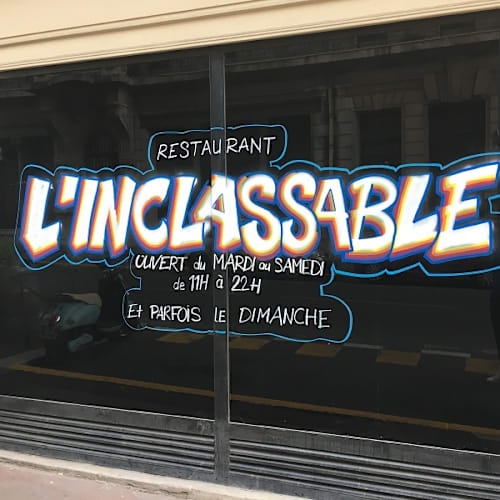 RESTAURANT
L'INCLASSABLE
OUVERT du MARDI au SAMEDI
de 11H à 22H
Et PARFOIS LE DIMANCHE